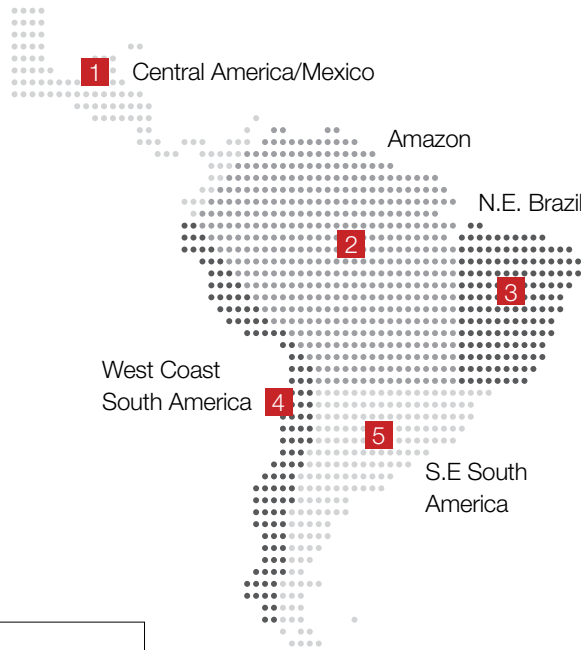 1 Central America/Mexico
Amazon
N.E. Brazil
2
3
West Coast
South America 4
5
S.E South
America